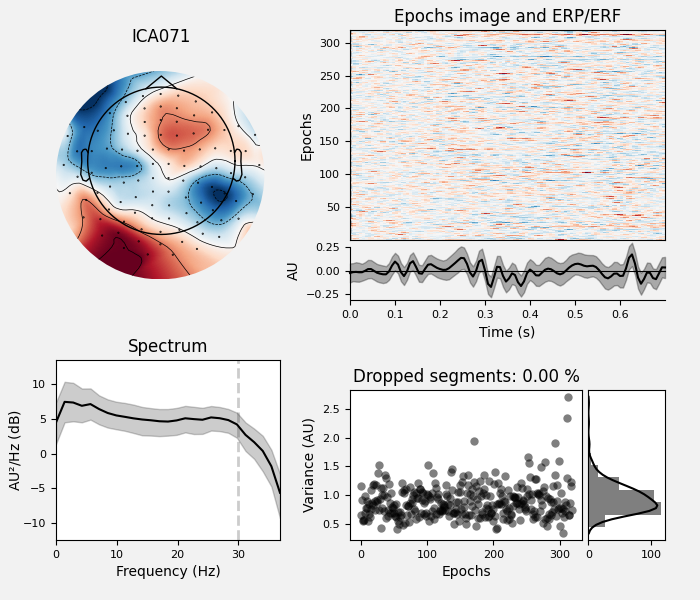 ICA071
Epochs image and ERP/ERF
300
250
200
150
100
50
Epochs
0.25
0.00
−0.25
AU
0.0 0.1 0.2 0.3 0.4 0.5 0.6
Time (s)
Spectrum
10
5
0
−5
−10
AU²/Hz (dB)
0 10 20 30
Frequency (Hz)
Dropped segments: 0.00 %
2.5
2.0
1.5
1.0
0.5
Variance (AU)
0 100 200 300
Epochs
0 100